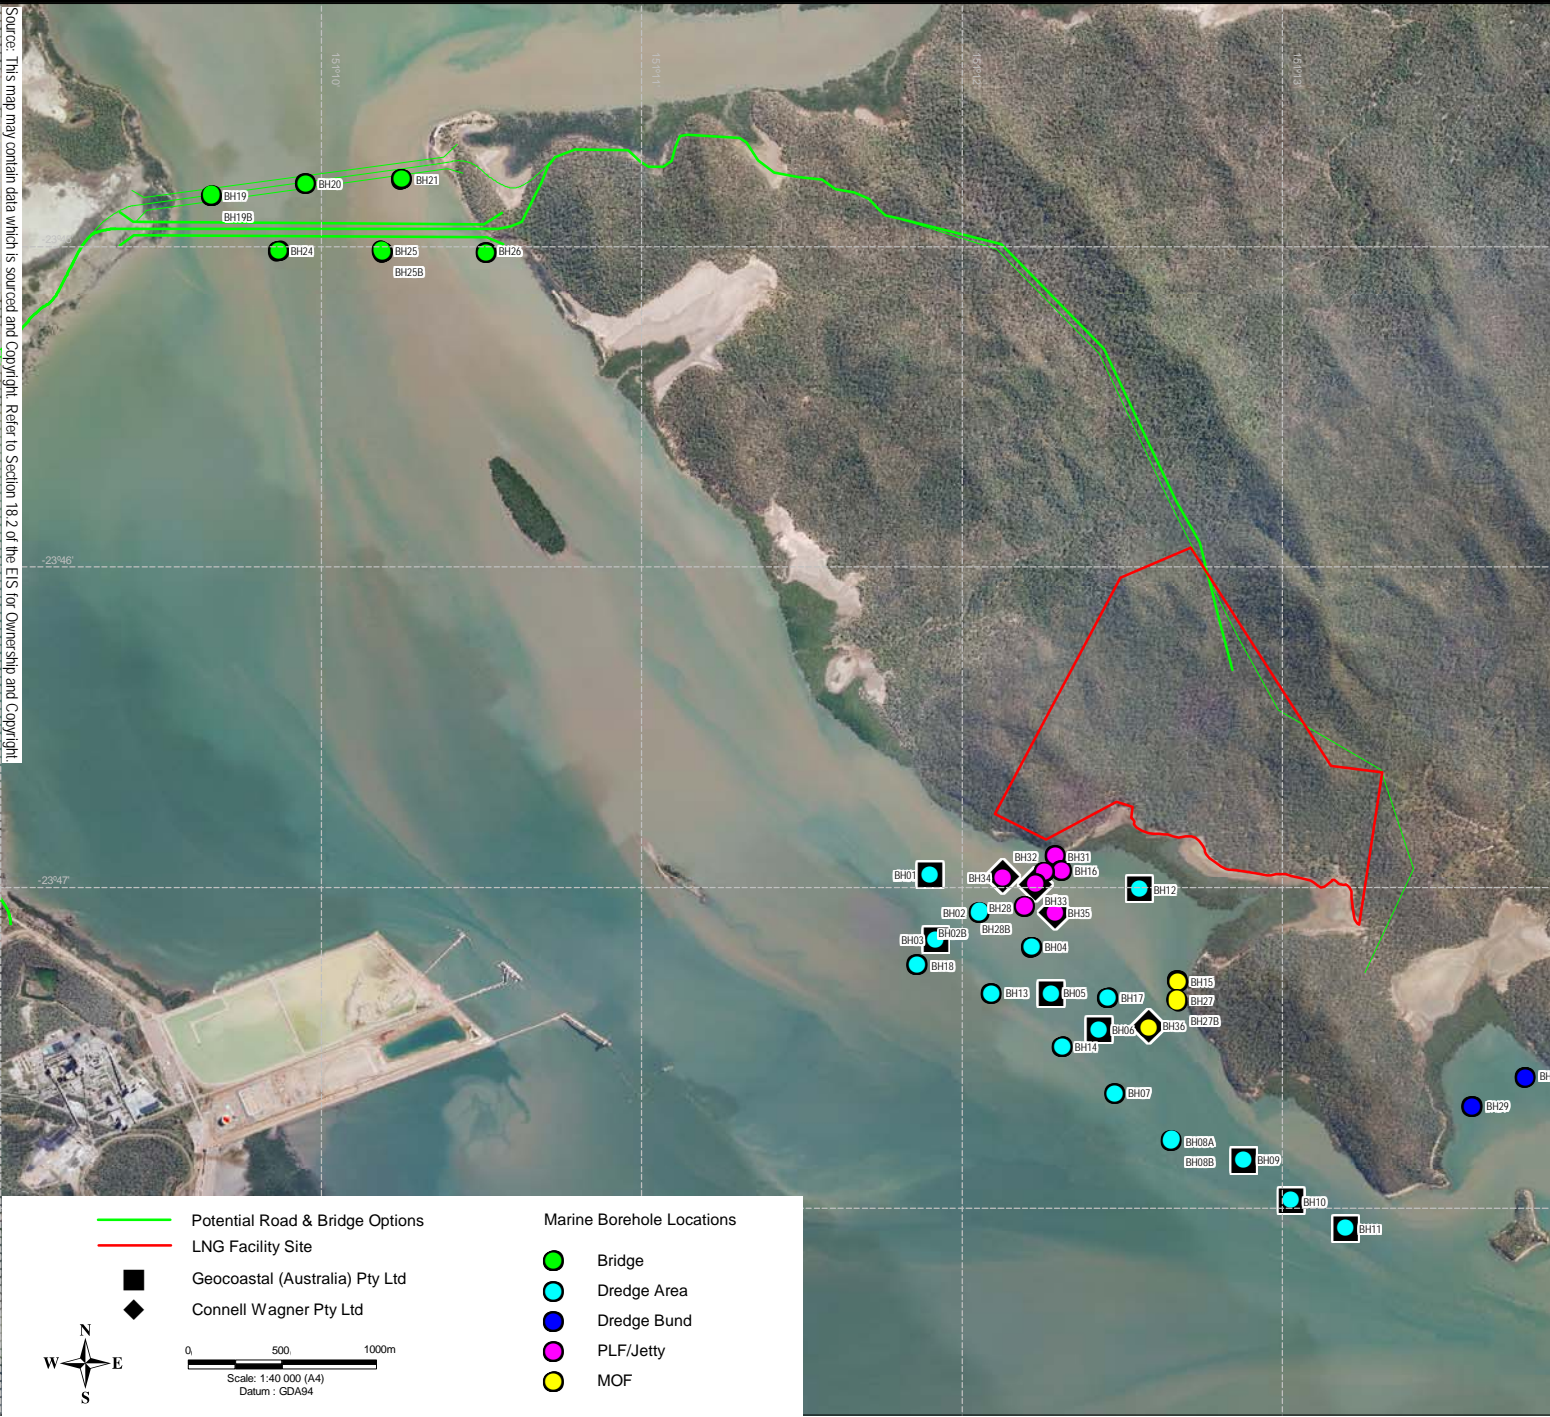 Source: This map may contain data which is sourced and Copyright. Refer to Section 18.2 of the EIS for Ownership and Copyright.
151°10'
151°11'
BH19
BH20
BH21
BH19B
BH24
BH25
BH26
BH25B
-23°46'
-23°47'
BH32
BH31
BH01
BH34
BH16
BH12
BH02
BH28
BH33
BH35
BH28B
BH03
BH02B
BH04
BH18
BH15
BH13
BH05
BH17
BH27
BH27B
BH06
BH36
BH14
BH07
BH29
BH
BH08A
BH08B
BH09
BH10
BH11
Potential Road & Bridge Options
LNG Facility Site
Geocoastal (Australia) Pty Ltd
Connell Wagner Pty Ltd
N
W
E
S
0
500
1000m
Scale: 1:40 000 (A4)
Datum : GDA94
Marine Borehole Locations
Bridge
Dredge Area
Dredge Bund
PLF/Jetty
MOF